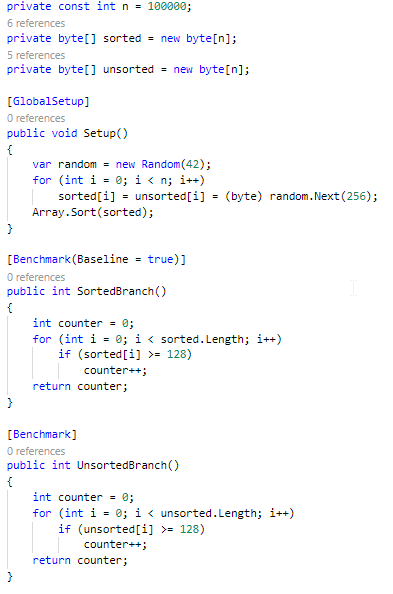 private const int n = 100000;
6 references
private byte[] sorted = new byte[n];
5 references
private byte[] unsorted = new byte[n];
[GlobalSetup]
0 references
public void Setup()
{
var random = new Random(42);
for (int i = 0; i < n; i++)
sorted[i] = unsorted[i] = (byte) random.Next(256);
Array.Sort(sorted);
}
[Benchmark(Baseline = true)]
0 references
public int SortedBranch()
{
int counter = 0;
for (int i = 0; i < sorted.Length; i++)
if (sorted[i] >= 128)
counter++;
return counter;
}
[Benchmark]
0 references
public int UnsortedBranch()
{
int counter = 0;
for (int i = 0; i < unsorted.Length; i++)
if (unsorted[i] >= 128)
counter++;
return counter;
}